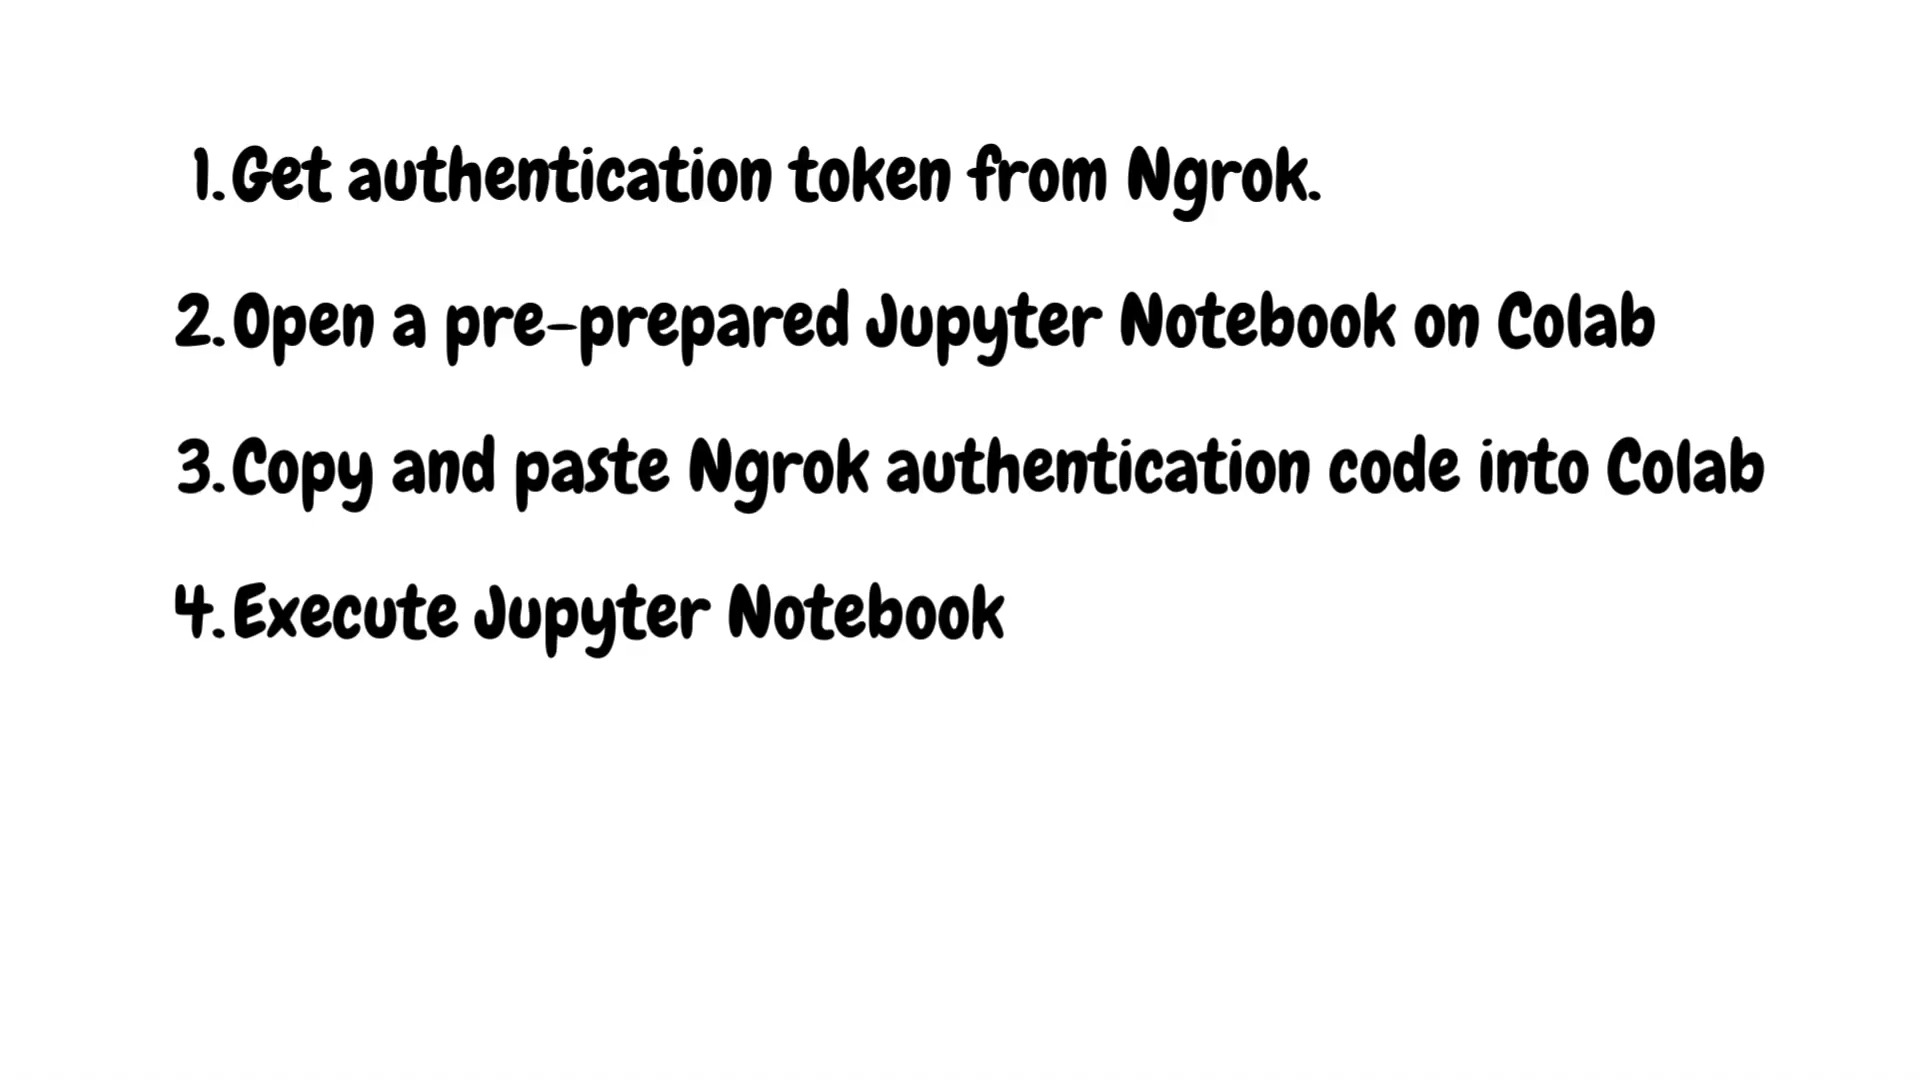 1. Get authentication token from Ngrok.
2. Open a pre-prepared Jupyter Notebook on Colab
3. Copy and paste Ngrok authentication code into Colab
4. Execute Jupyter Notebook